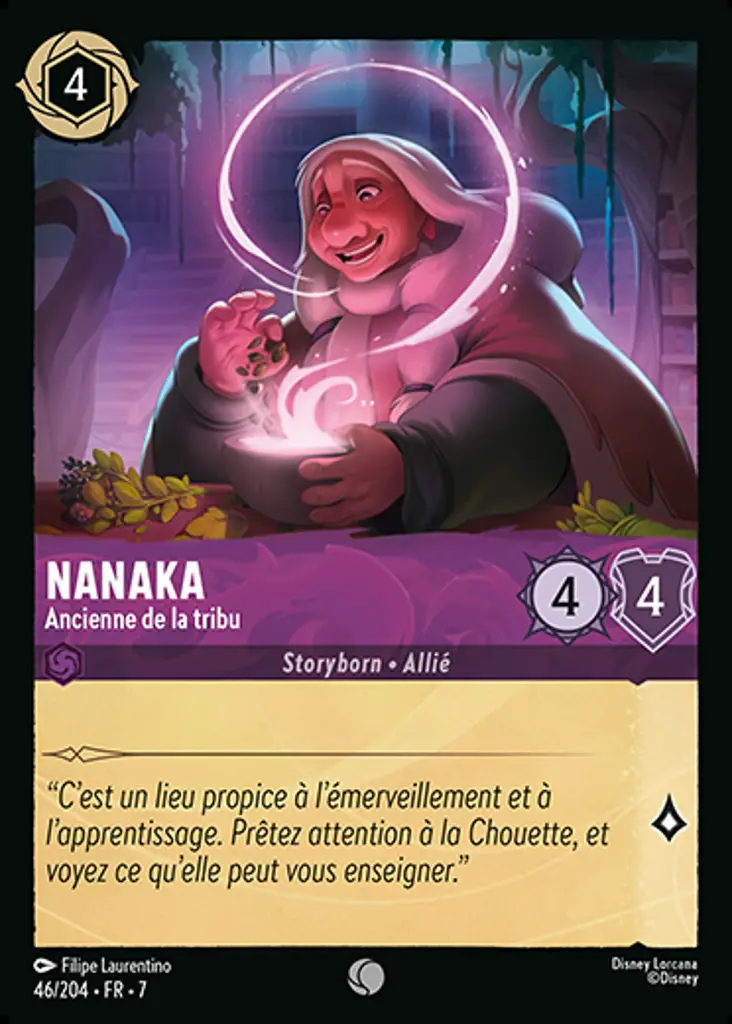 4
NANAKA
Ancienne de la tribu
4
4
Storyborn • Allié
“C’est un lieu propice à l’émerveillement et à
l’apprentissage. Prêtez attention à la Chouette, et
voyez ce qu’elle peut vous enseigner.”
Filipe Laurentino
46/204 • FR • 7
Disney Lorcana
©Disney